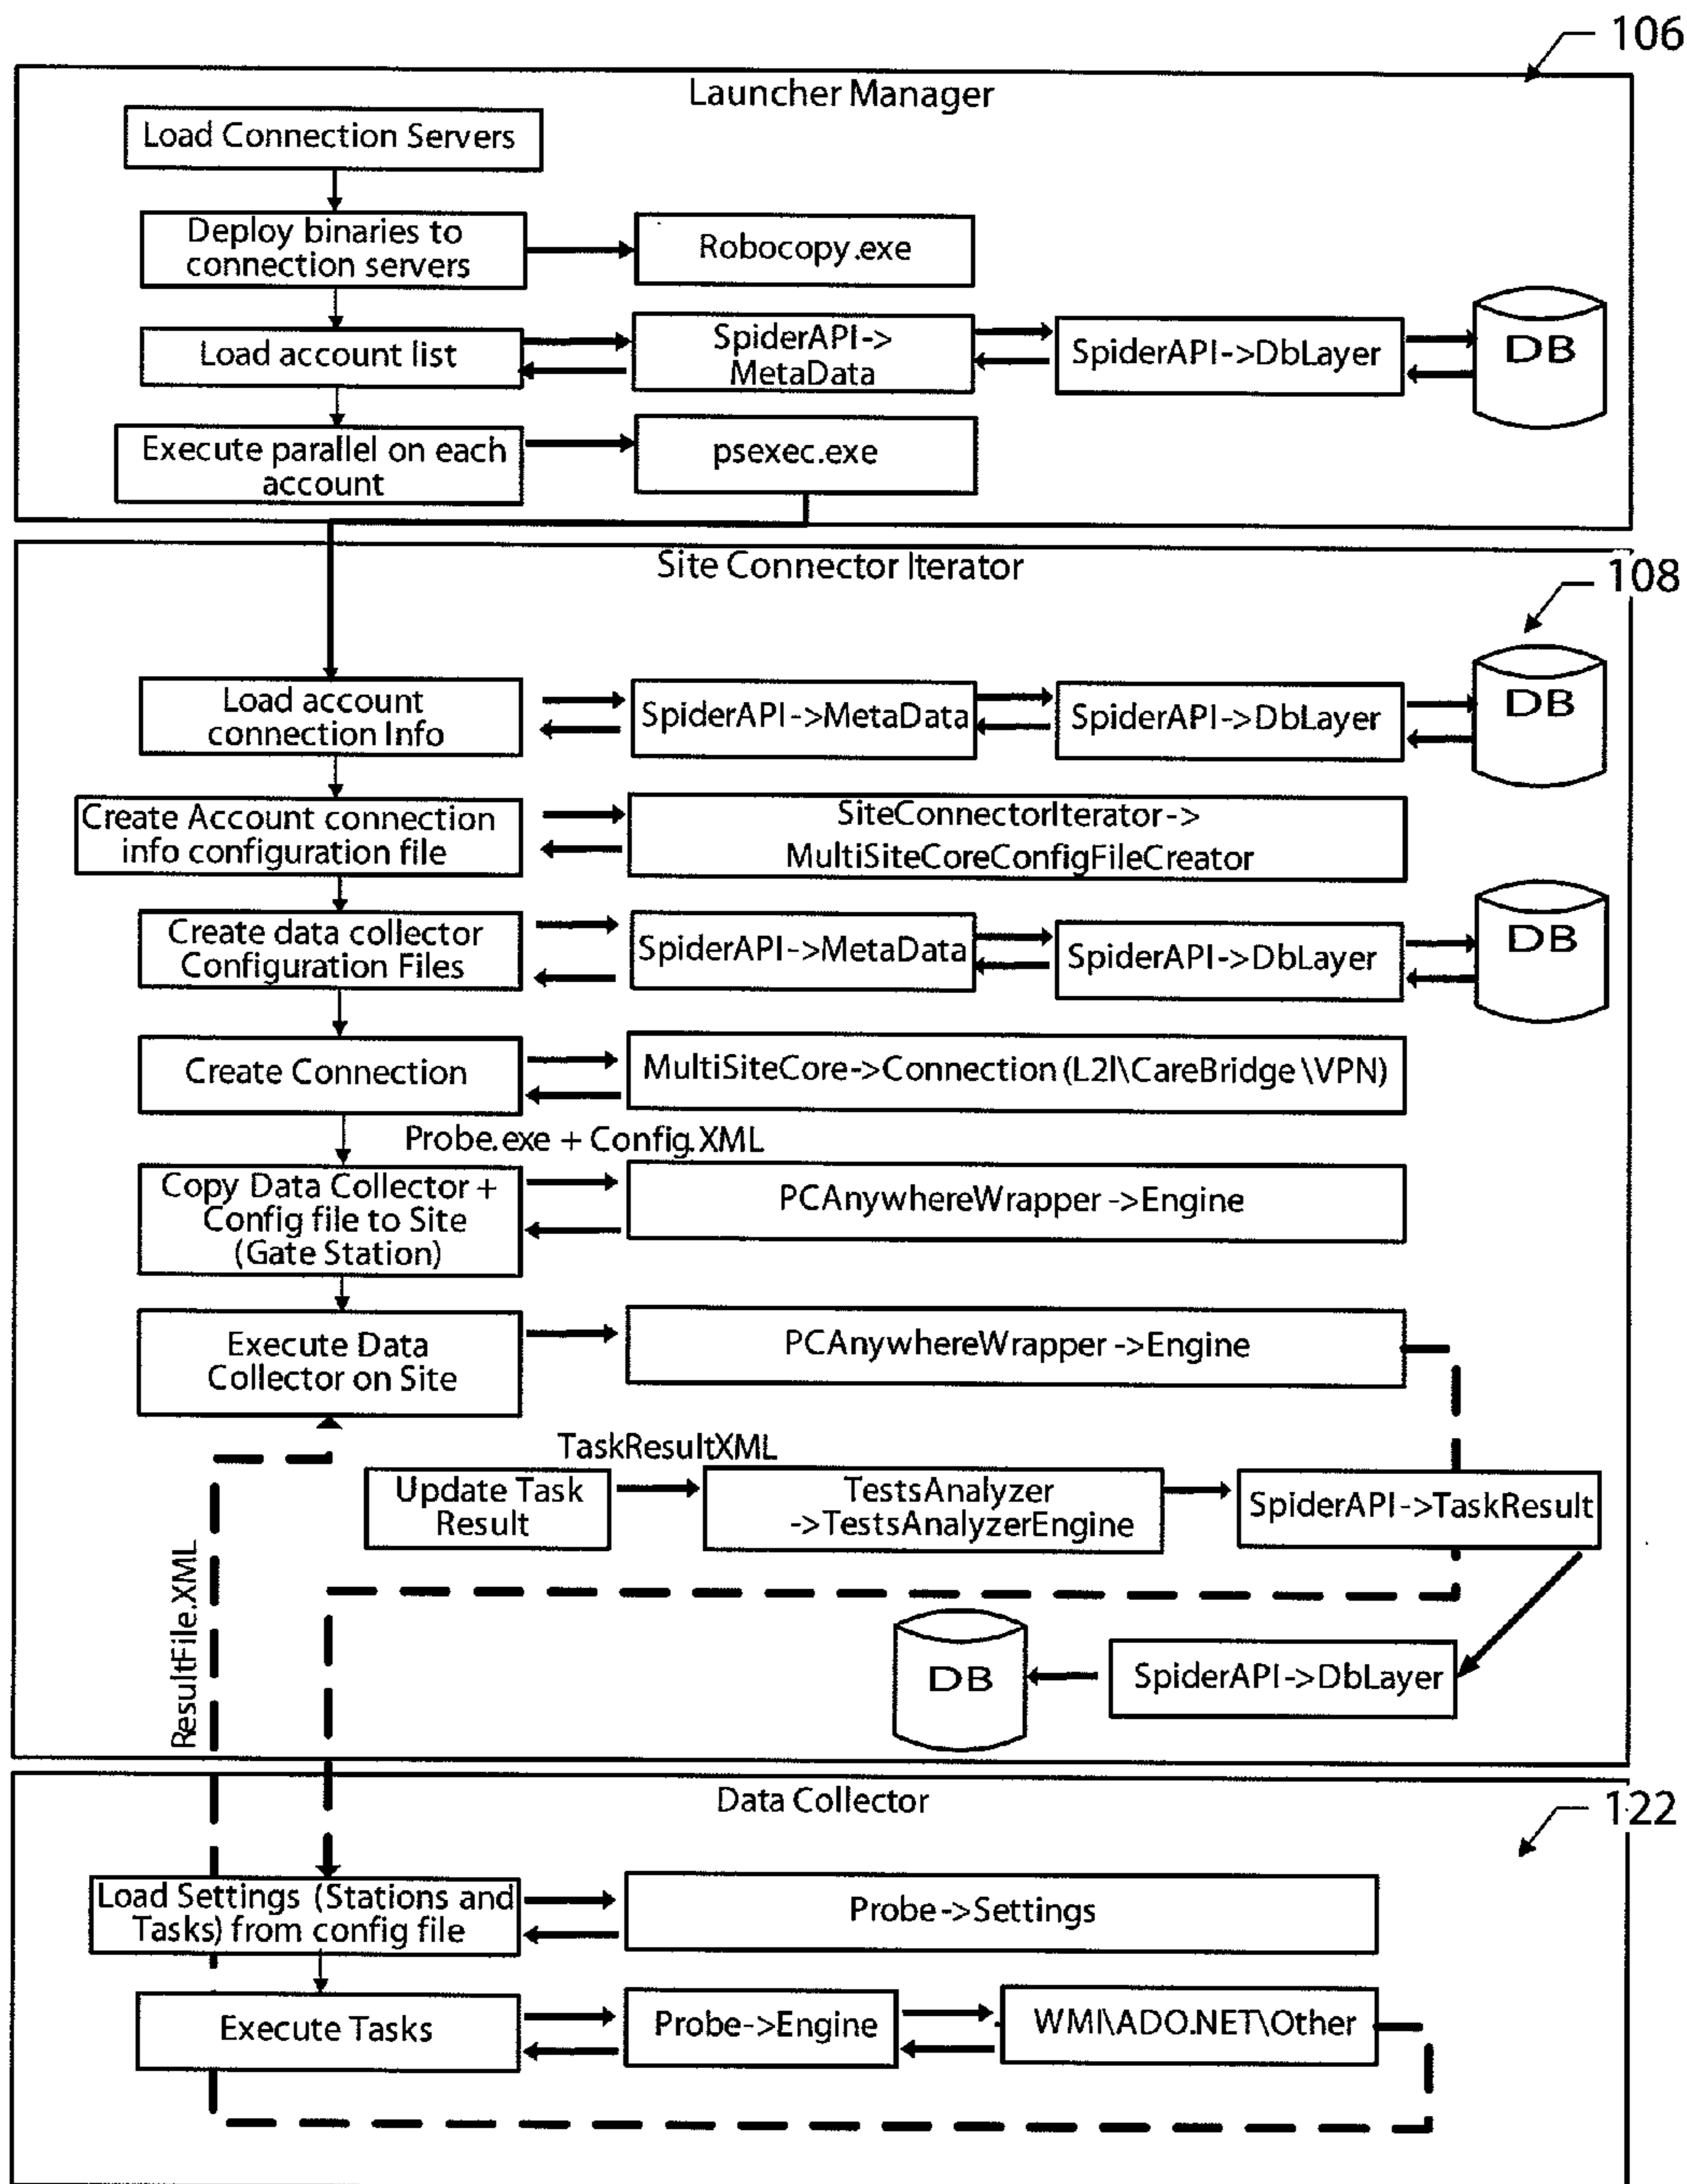 106
Launcher Manager
Load Connection Servers
Deploy binaries to
connection servers
Robocopy.exe
Load account list
SpiderAPI->
MetaData
SpiderAPI->DbLayer
DB
Execute parallel on each
account
psexec.exe
Site Connector Iterator
108
Load account
connection Info
SpiderAPI->MetaData
SpiderAPI->DbLayer
DB
Create Account connection
info configuration file
SiteConnectorIterator->
MultiSiteCoreConfigFileCreator
Create data collector
Configuration Files
SpiderAPI->MetaData
SpiderAPI->DbLayer
DB
Create Connection
MultiSiteCore->Connection (L2I\CareBridge\VPN)
Probe.exe + Config.XML
Copy Data Collector +
Config file to Site
(Gate Station)
PCAnywhereWrapper->Engine
Execute Data
Collector on Site
PCAnywhereWrapper->Engine
TaskResultXML
Update Task
Result
TestsAnalyzer
->TestsAnalyzerEngine
SpiderAPI->TaskResult
ResultFile.XML
DB
SpiderAPI->DbLayer
Data Collector
122
Load Settings (Stations and
Tasks) from config file
Probe->Settings
Execute Tasks
Probe->Engine
WMI\ADO.NET\Other